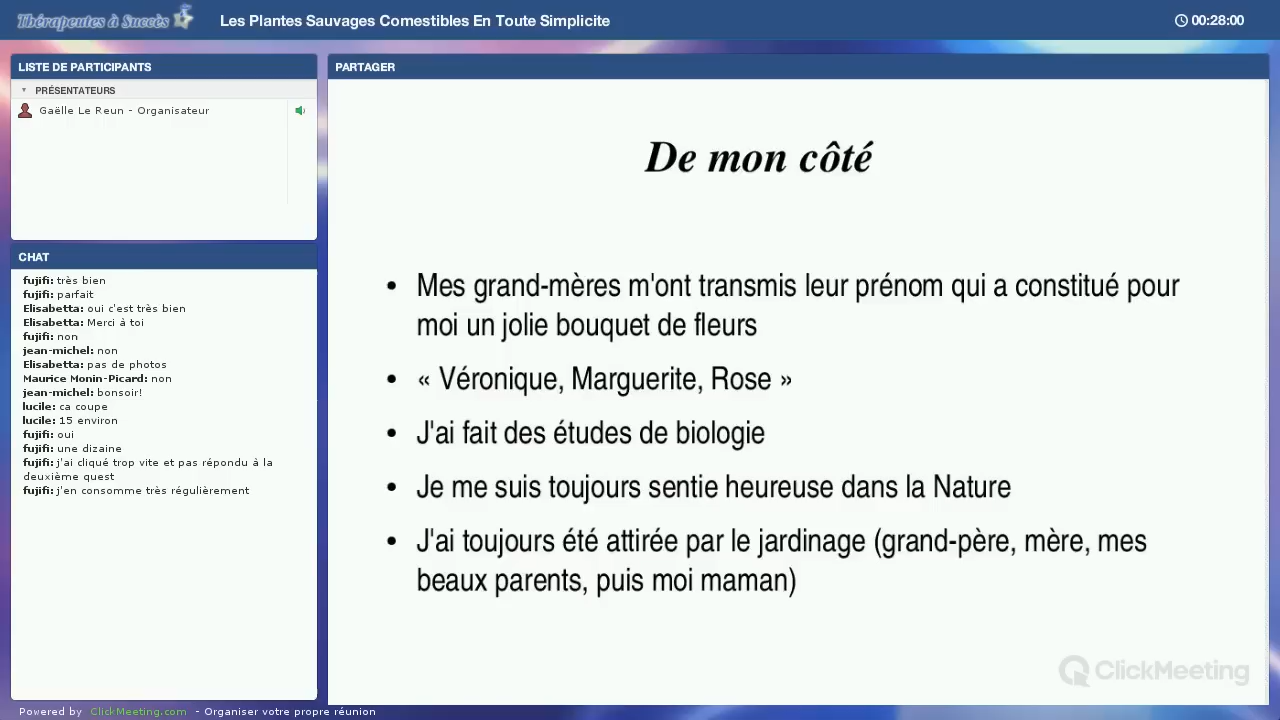 Thérapeutes à Succès
Les Plantes Sauvages Comestibles En Toute Simplicite
00:28:00
LISTE DE PARTICIPANTS
PRÉSENTATEURS
Gaëlle Le Reun - Organisateur
CHAT
fujifi: très bien
fujifi: parfait
Elisabetta: oui c'est très bien
Elisabetta: Merci à toi
fujifi: non
jean-michel: non
Elisabetta: pas de photos
Maurice Monin-Picard: non
jean-michel: bonsoir!
lucile: ca coupe
lucile: 15 environ
fujifi: oui
fujifi: une dizaine
fujifi: j'ai cliqué trop vite et pas répondu à la
deuxième quest
fujifi: j'en consomme très régulièrement
PARTAGER
De mon côté
• Mes grand-mères m'ont transmis leur prénom qui a constitué pour
moi un jolie bouquet de fleurs
• « Véronique, Marguerite, Rose »
• J'ai fait des études de biologie
• Je me suis toujours sentie heureuse dans la Nature
• J'ai toujours été attirée par le jardinage (grand-père, mère, mes
beaux parents, puis moi maman)
ClickMeeting
Powered by ClickMeeting.com - Organiser votre propre réunion